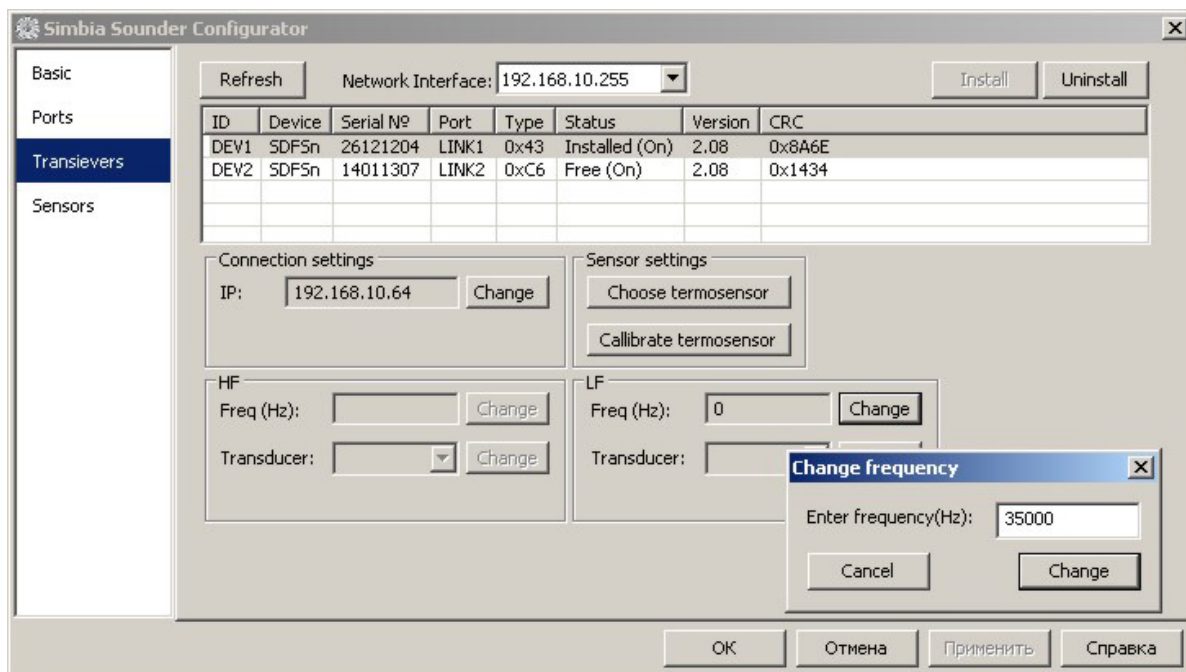 Simbia Sounder Configurator
Basic
Ports
Transievers
Sensors
Refresh Network Interface: 192.168.10.255 Install Uninstall
ID Device Serial Nº Port Type Status Version CRC
DEV1 SDFSn 26121204 LINK1 0x43 Installed (On) 2.08 0x8A6E
DEV2 SDFSn 14011307 LINK2 0xC6 Free (On) 2.08 0x1434
Connection settings
IP: 192.168.10.64 Change
Sensor settings
Choose termosensor
Callibrate termosensor
HF
Freq (Hz): Change
Transducer: Change
LF
Freq (Hz): 0 Change
Transducer:
Change frequency
Enter frequency(Hz): 35000
Cancel Change
OK Отмена Применить Справка